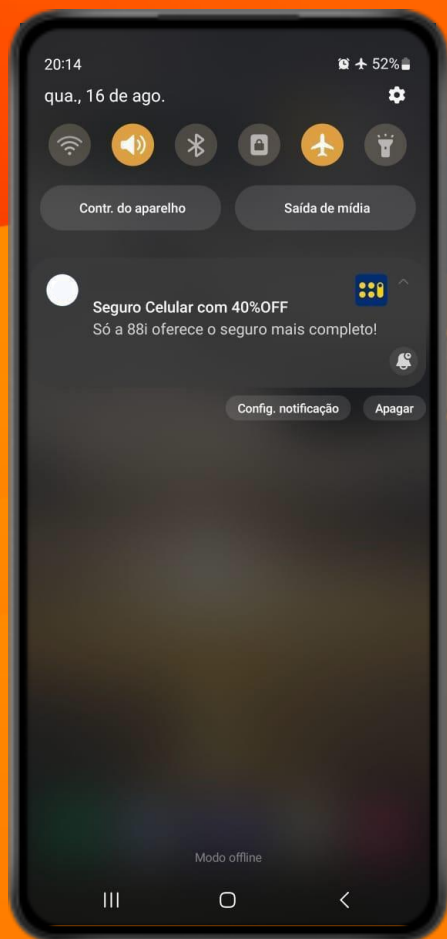 20:14
52%
qua., 16 de ago.
Contr. do aparelho
Saída de mídia
Seguro Celular com 40%OFF
Só a 88i oferece o seguro mais completo!
Config. notificação
Apagar
Modo offline